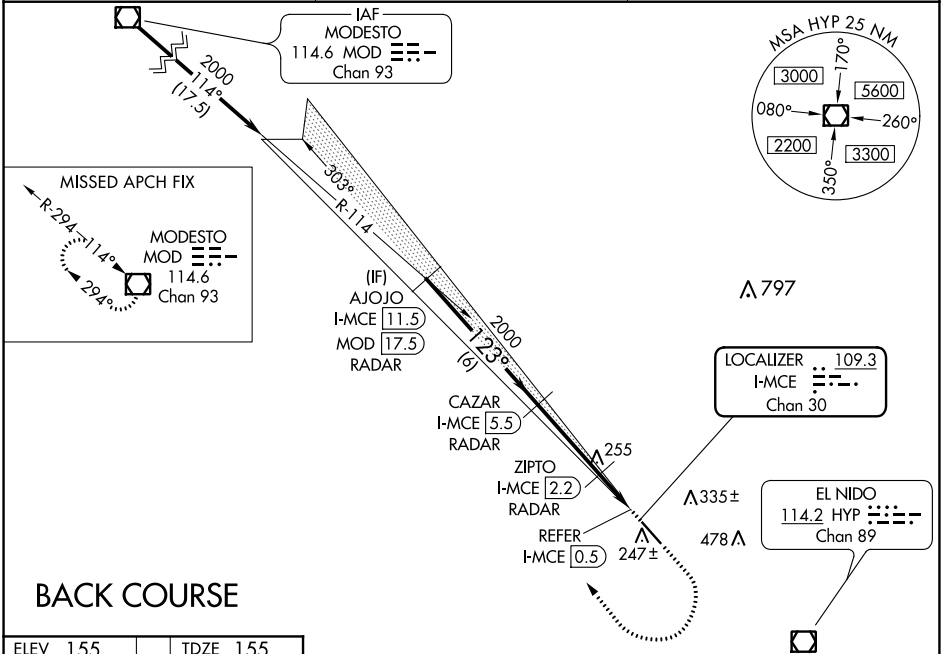 IAF
MODESTO
114.6 MOD
Chan 93
2000
114°
(17.5)
MSA HYP 25 NM
170°
3000
5600
080°
260°
2200
3300
350°
303°
R-114
MISSED APCH FIX
R-294
114°
MODESTO
MOD
114.6
Chan 93
294°
(IF)
AJOJO
I-MCE 11.5
MOD 17.5
RADAR
2000
123°
(6)
797
LOCALIZER 109.3
I-MCE
Chan 30
CAZAR
I-MCE 5.5
RADAR
255
ZIPTO
I-MCE 2.2
RADAR
335±
EL NIDO
114.2 HYP
Chan 89
REFER
I-MCE 0.5
247±
478
BACK COURSE
ELEV 155
TDZE 155